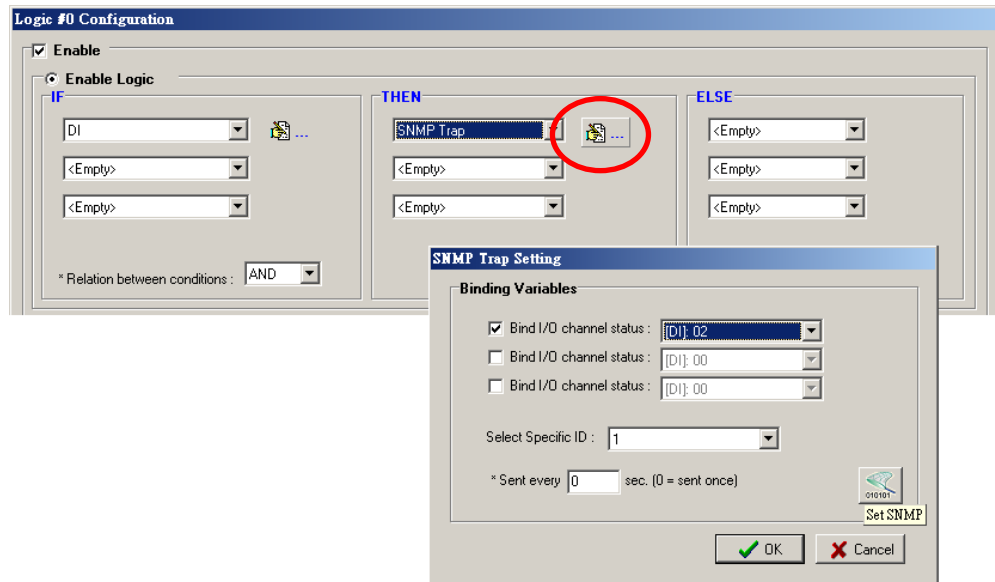 Logic #0 Configuration
Enable
Enable Logic
IF
THEN
ELSE
DI
...
SNMP Trap
...
<Empty>
<Empty>
<Empty>
<Empty>
<Empty>
<Empty>
<Empty>
* Relation between conditions :
AND
SNMP Trap Setting
Binding Variables
Bind I/O channel status :
[DI]: 02
Bind I/O channel status :
[DI]: 00
Bind I/O channel status :
[DI]: 00
Select Specific ID :
1
* Sent every 0 sec. (0 = sent once)
010101
Set SNMP
OK
Cancel